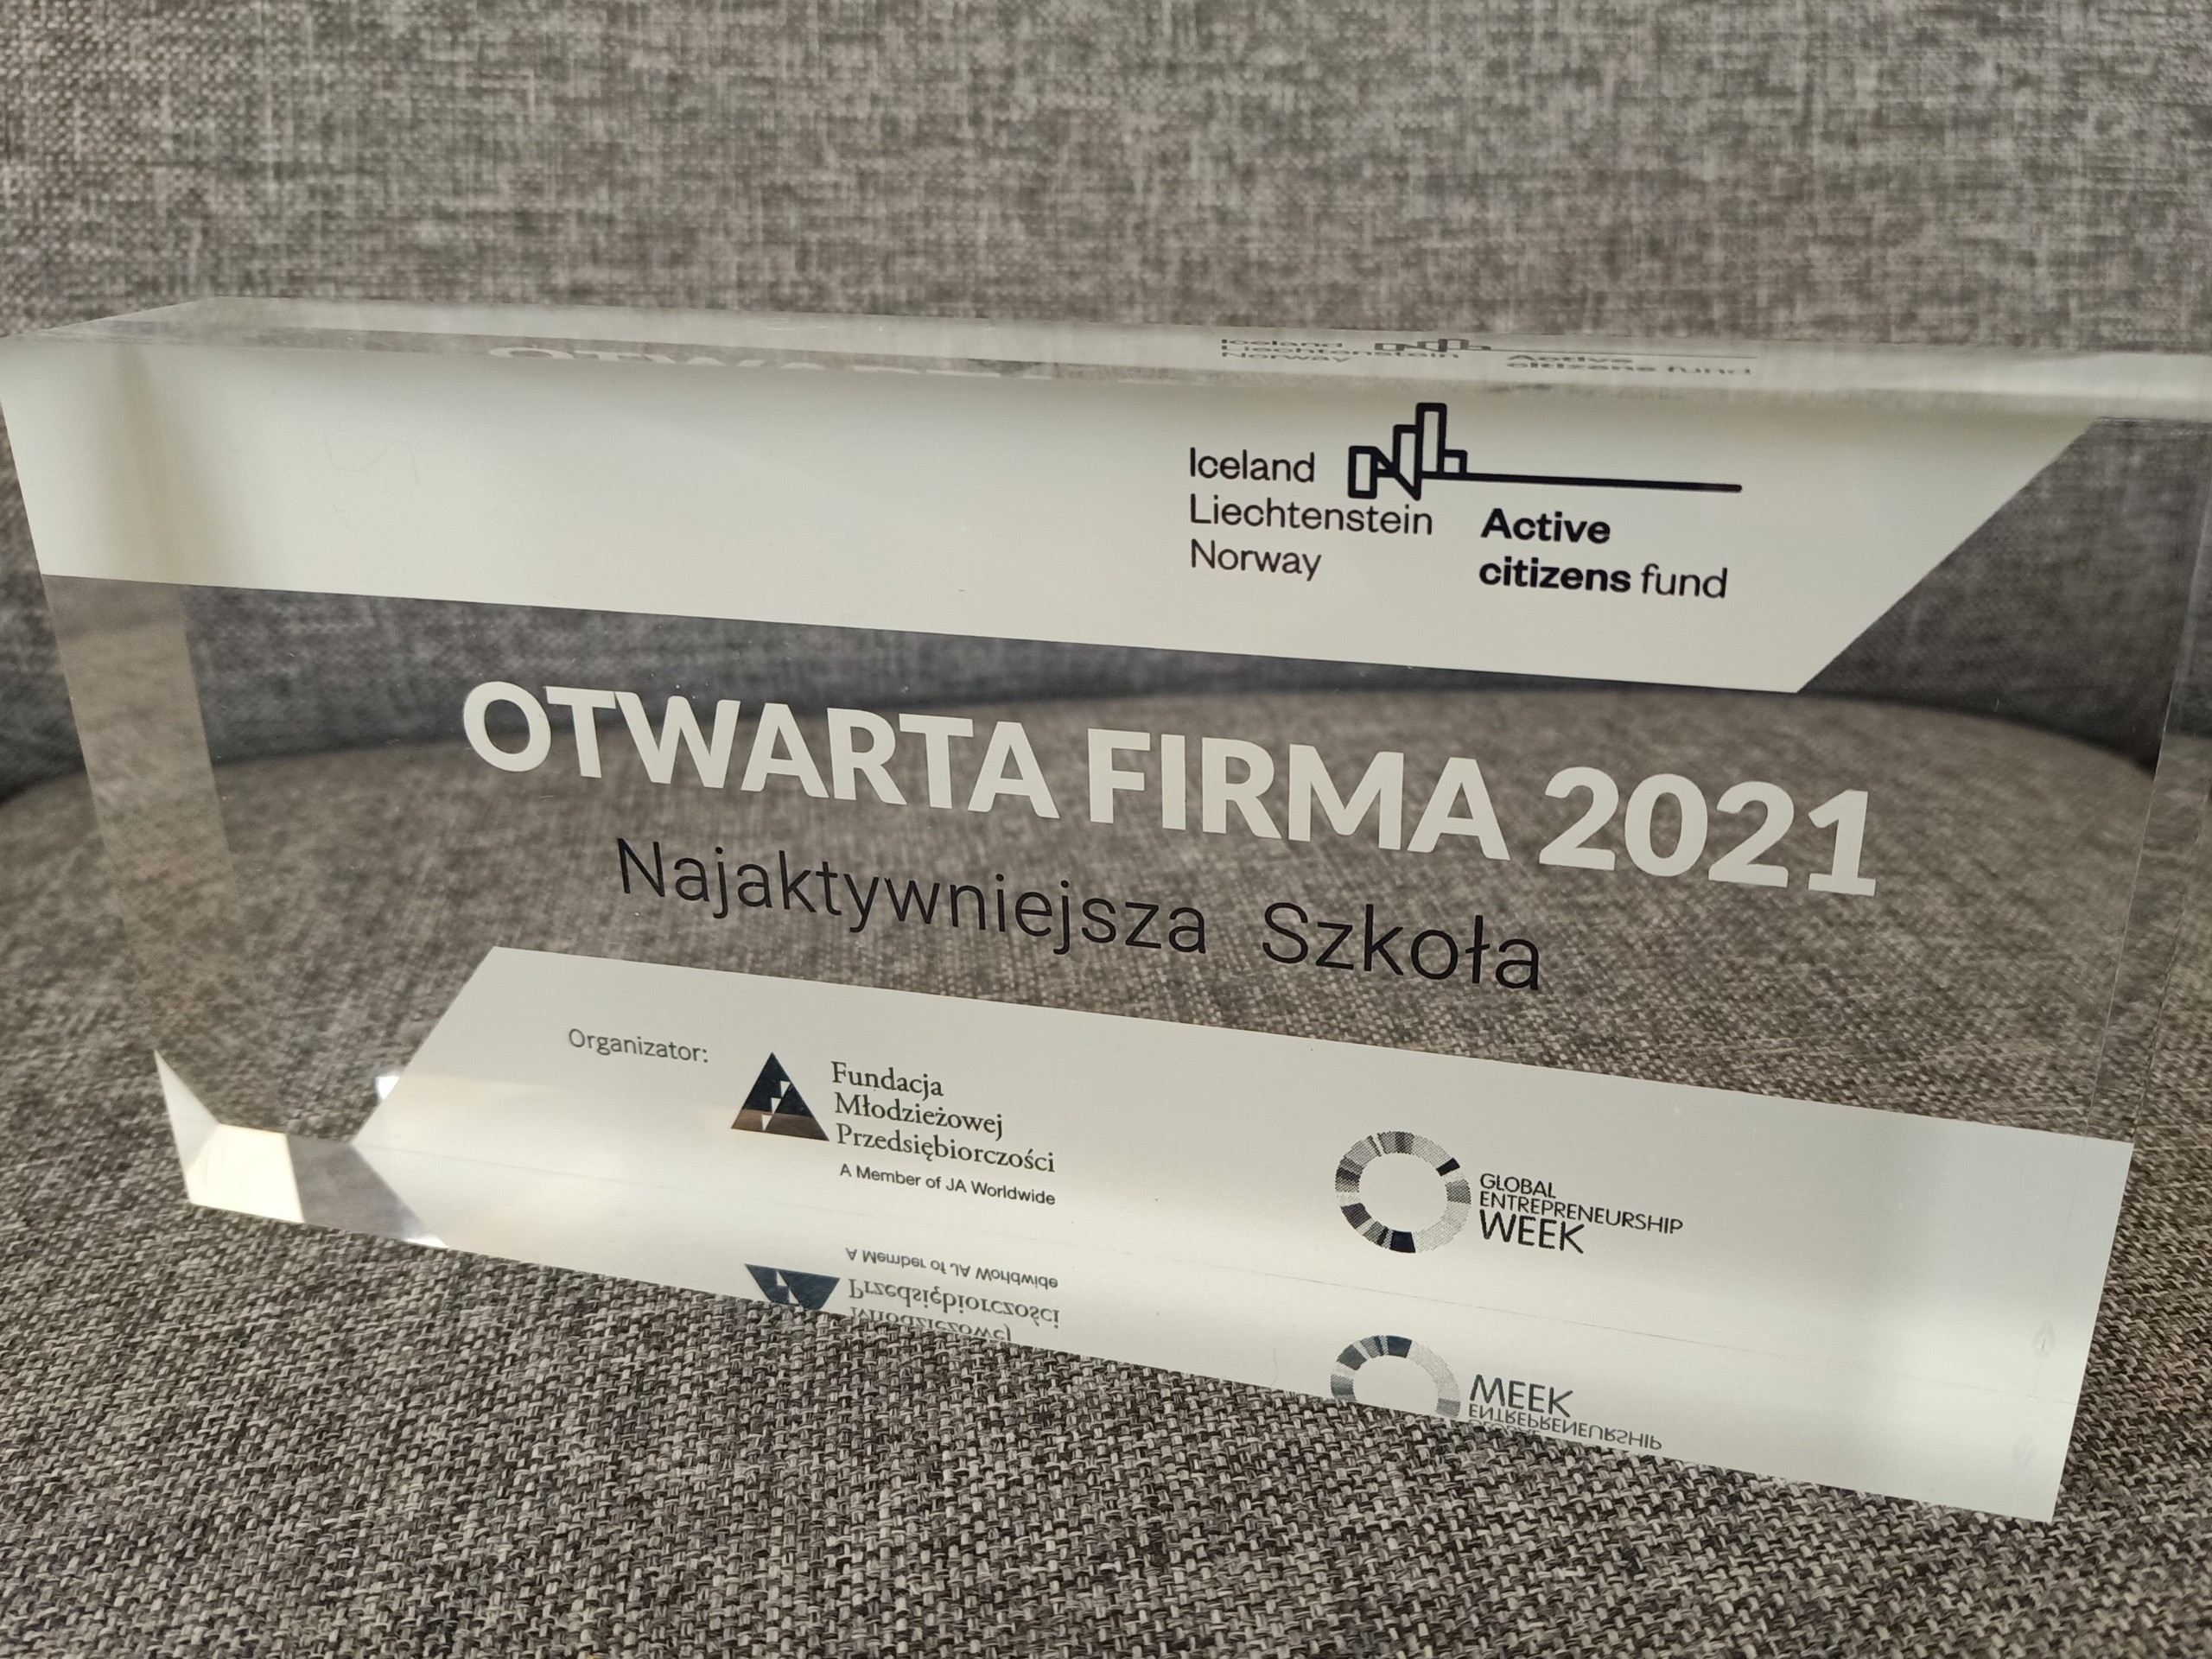 Iceland
Liechtenstein
Norway
Active
citizens fund
OTWARTA FIRMA 2021
Najaktywniejsza Szkoła
Organizator:
Fundacja
Młodzieżowej
Przedsiębiorczości
A Member of JA Worldwide
GLOBAL
ENTREPRENEURSHIP
WEEK